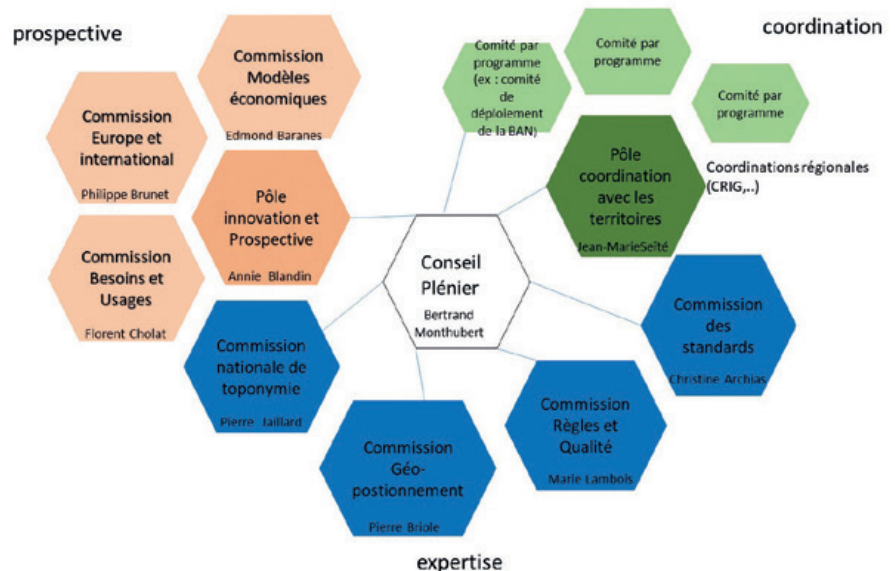 prospective
coordination
Commission
Modèles
économiques
Edmond Baranes
Commission
Europe et
international
Philippe Brunet
Pôle
innovation et
Prospective
Annie Blandin
Commission
Besoins et
Usages
Florent Cholat
Comité par
programme
(ex : comité
de
déploiement
de la BAN)
Comité par
programme
Comité par
programme
Pôle
coordination
avec les
territoires
Jean-MarieSeïté
Coordinations régionales
(CRIG,..)
Conseil
Plénier
Bertrand
Monthubert
Commission
des
standards
Christine Archias
Commission
nationale de
toponymie
Pierre Jaillard
Commission
Règles et
Qualité
Marie Lambois
Commission
Géo-
postionnement
Pierre Briole
expertise